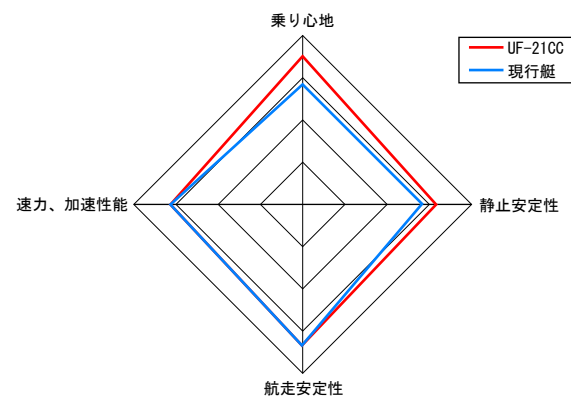 乗り心地
UF-21CC
現行艇
速力、加速性能
静止安定性
航走安定性